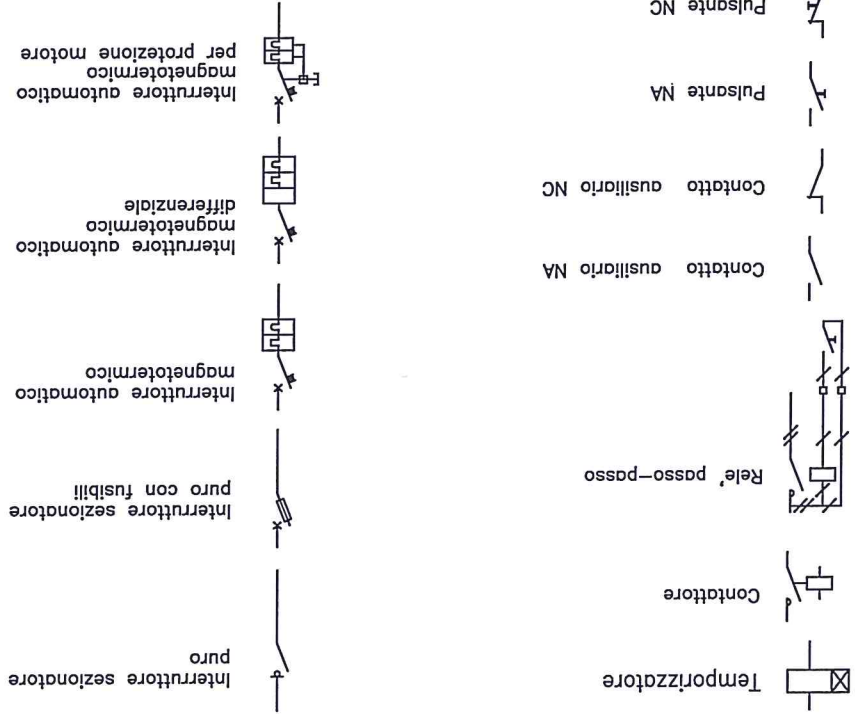 Temporizzatore
Contattore
Rele' passo-passo
Contatto ausiliario NA
Contatto ausiliario NC
Pulsante NA
Pulsante NC
Interruttore sezionatore
puro
Interruttore sezionatore
puro con fusibili
Interruttore automatico
magnetotermico
Interruttore automatico
magnetotermico
differenziale
Interruttore automatico
magnetotermico
per protezione motore